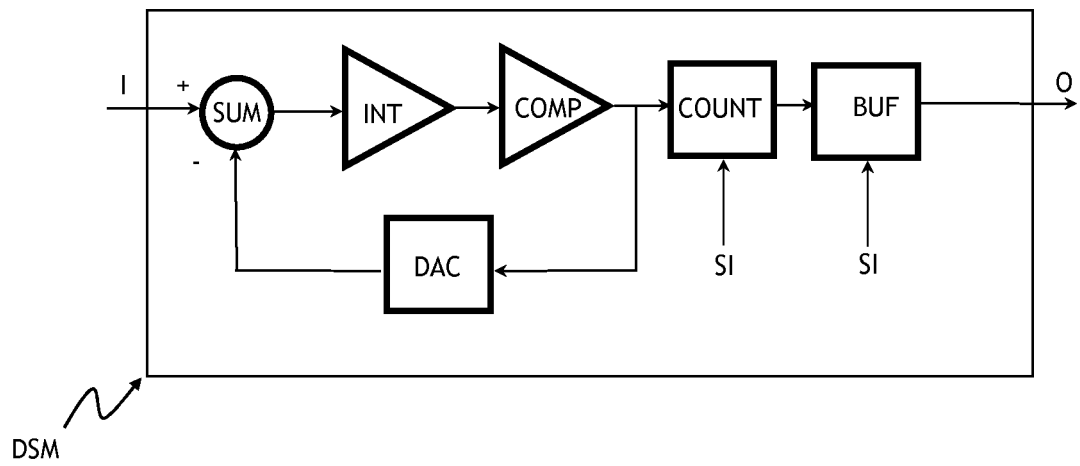 I
+
SUM
-
INT
COMP
COUNT
BUF
O
DAC
SI
SI
DSM